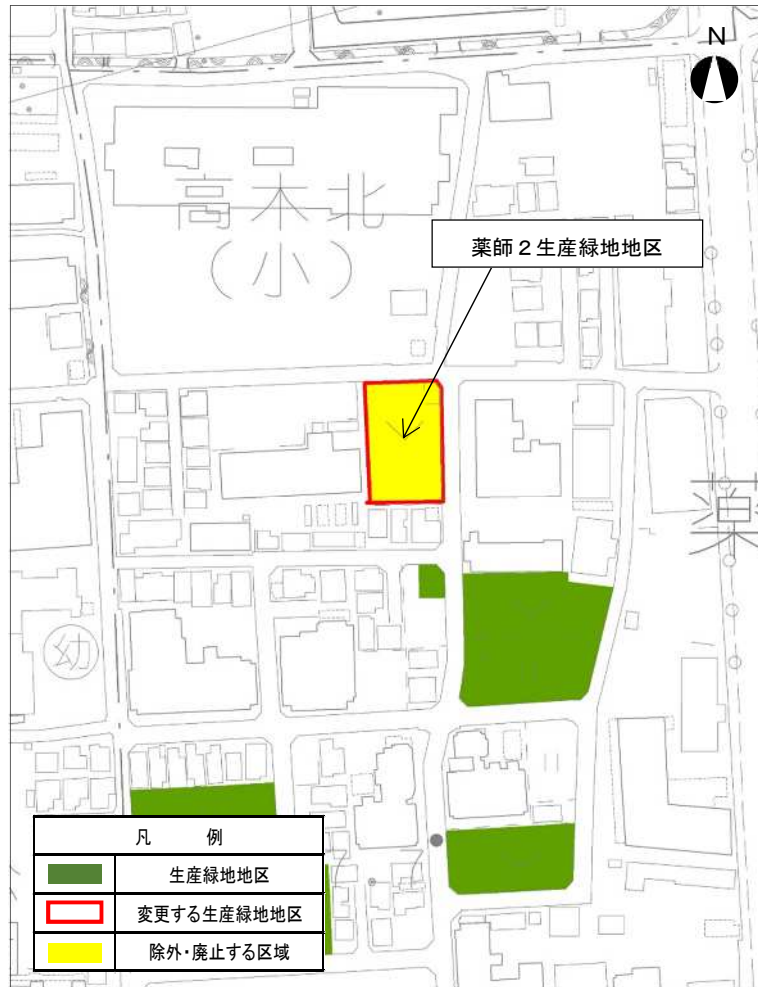 N
高木北
(小)
薬師2生産緑地地区
幼
凡 例
生産緑地地区
変更する生産緑地地区
除外・廃止する区域